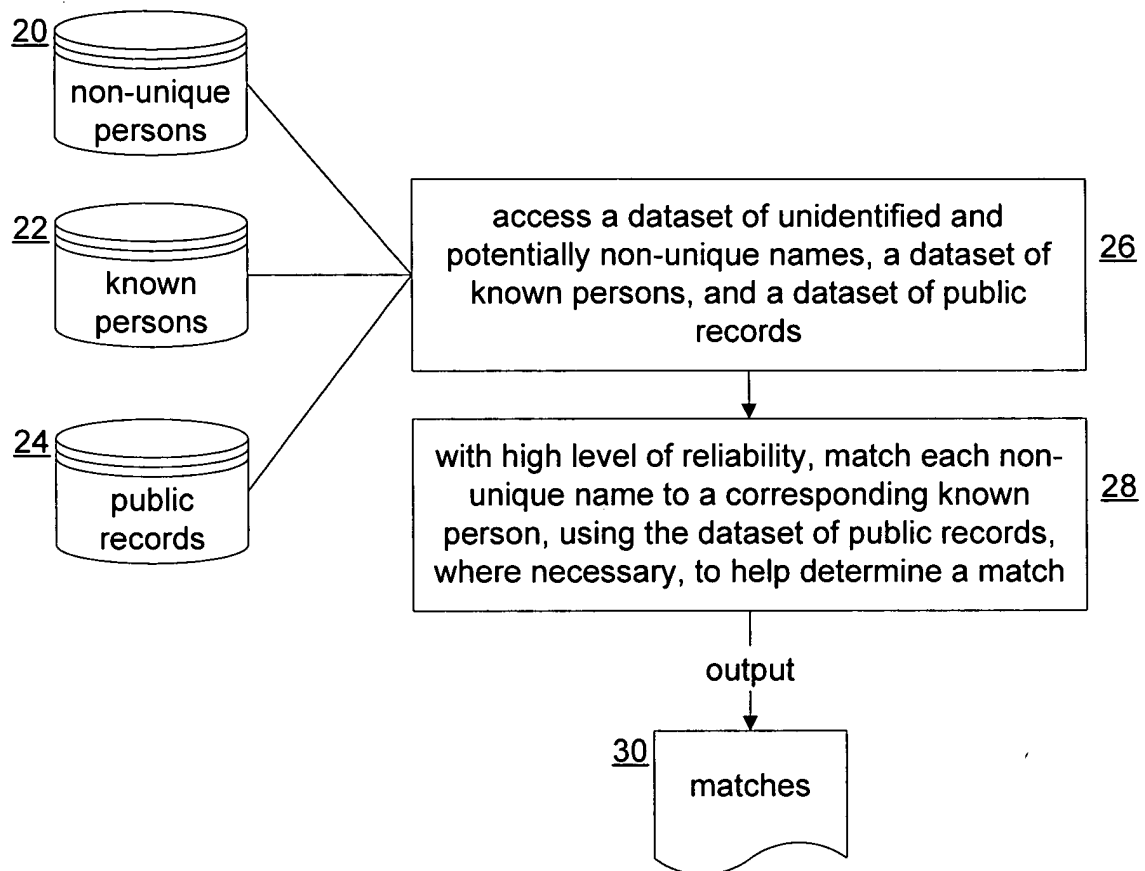 20
non-unique
persons
22
known
persons
24
public
records
access a dataset of unidentified and
potentially non-unique names, a dataset of
known persons, and a dataset of public
records
26
with high level of reliability, match each non-
unique name to a corresponding known
person, using the dataset of public records,
where necessary, to help determine a match
28
output
30
matches